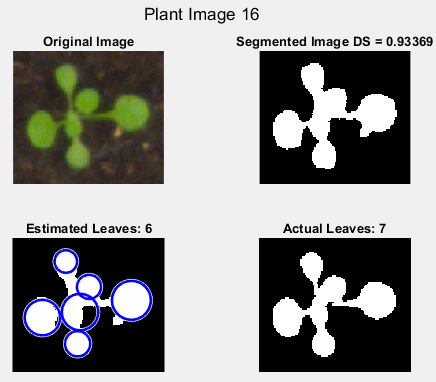 Plant Image 16
Original Image
Segmented Image DS = 0.93369
Estimated Leaves: 6
Actual Leaves: 7